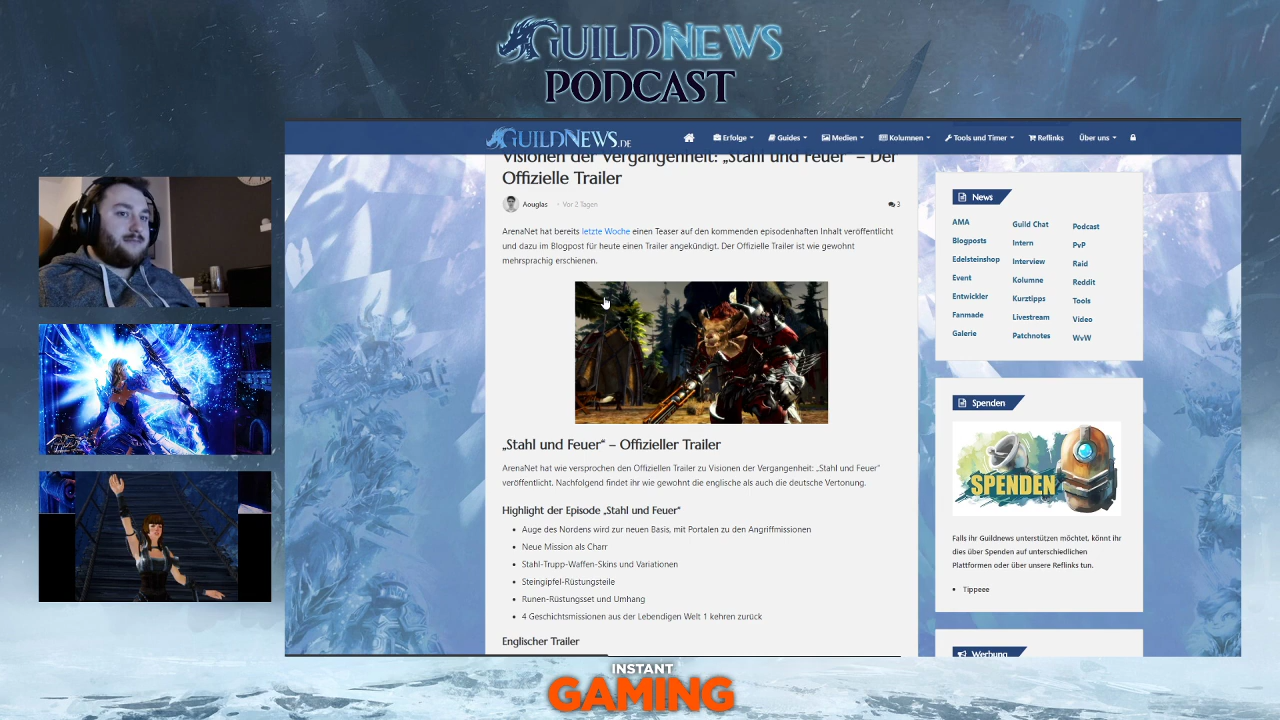 GUILDNEWS
PODCAST
GUILDNEWS.DE
Erfolge
Guides
Medien
Kolumnen
Tools und Timer
Reflinks
Über uns
Visionen der Vergangenheit: „Stahl und Feuer“ – Der
Offizielle Trailer
Aouglas
Vor 2 Tagen
3
ArenaNet hat bereits letzte Woche einen Teaser auf den kommenden episodenhaften Inhalt veröffentlicht
und dazu im Blogpost für heute einen Trailer angekündigt. Der Offizielle Trailer ist wie gewohnt
mehrsprachig erschienen.
„Stahl und Feuer“ – Offizieller Trailer
ArenaNet hat wie versprochen den Offiziellen Trailer zu Visionen der Vergangenheit: „Stahl und Feuer“
veröffentlicht. Nachfolgend findet ihr wie gewohnt die englische als auch die deutsche Vertonung.
Highlight der Episode „Stahl und Feuer“
• Auge des Nordens wird zur neuen Basis, mit Portalen zu den Angriffmissionen
• Neue Mission als Charr
• Stahl-Trupp-Waffen-Skins und Variationen
• Steingipfel-Rüstungsteile
• Runen-Rüstungsset und Umhang
• 4 Geschichtsmissionen aus der Lebendigen Welt 1 kehren zurück
Englischer Trailer
News
AMA
Blogposts
Edelsteinshop
Event
Entwickler
Fanmade
Galerie
Guild Chat
Intern
Interview
Kolumne
Kurztipps
Livestream
Patchnotes
Podcast
PvP
Raid
Reddit
Tools
Video
WvW
Spenden
SPENDEN
Falls ihr Guildnews unterstützen möchtet, könnt ihr
dies über Spenden auf unterschiedlichen
Plattformen oder über unsere Reflinks tun.
• Tippeee
Werbung
INSTANT
GAMING